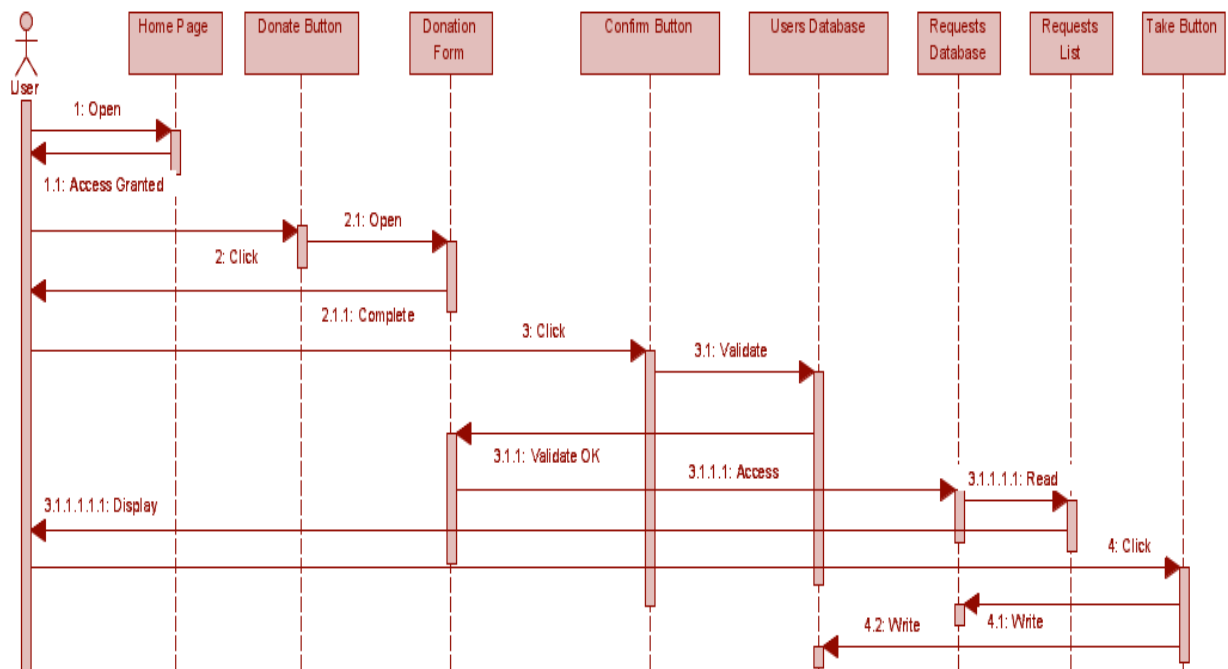 Home Page
Donate Button
Donation
Form
Confirm Button
Users Database
Requests
Database
Requests
List
Take Button
User
1: Open
1.1: Access Granted
2.1: Open
2: Click
2.1.1: Complete
3: Click
3.1: Validate
3.1.1: Validate OK
3.1.1.1: Access
3.1.1.1.1: Read
3.1.1.1.1.1: Display
4: Click
4.1: Write
4.2: Write